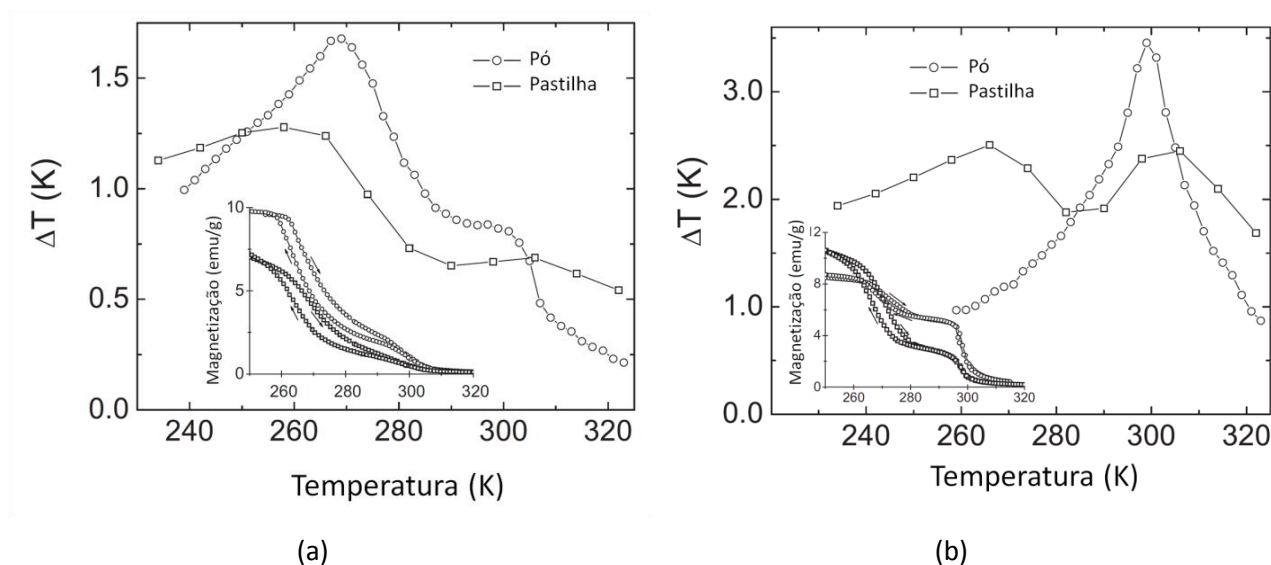 1.5
1.0
0.5
0.0
ΔT (K)
Pó
Pastilha
10
5
0
Magnetização (emu/g)
260 280 300 320
240 260 280 300 320
Temperatura (K)
(a)
3.0
2.0
1.0
0.0
ΔT (K)
Pó
Pastilha
12
8
4
0
Magnetização (emu/g)
260 280 300 320
240 260 280 300 320
Temperatura (K)
(b)